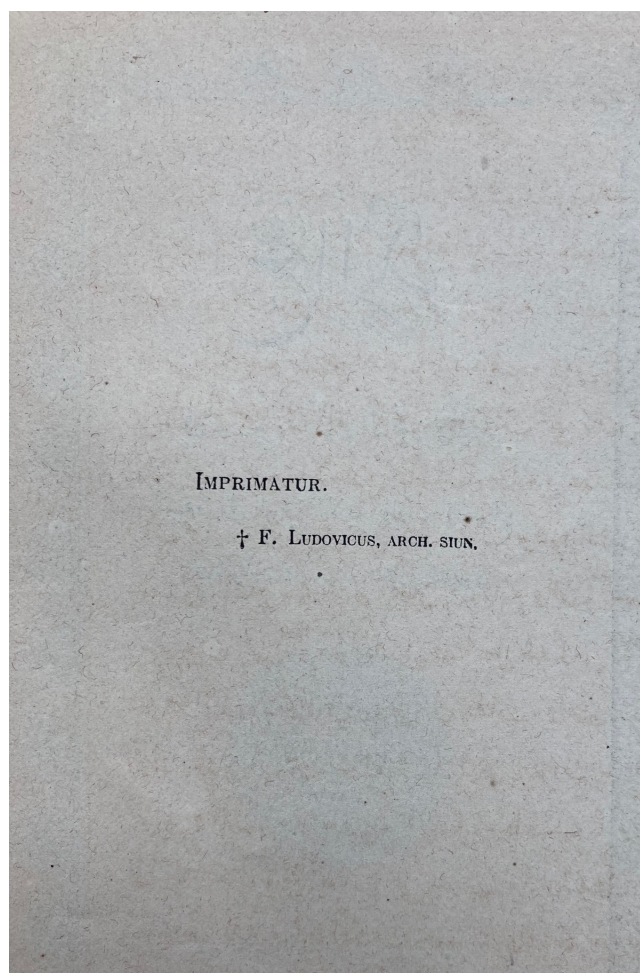 IMPRIMATUR.
† F. LUDOVICUS, ARCH. SIUN.